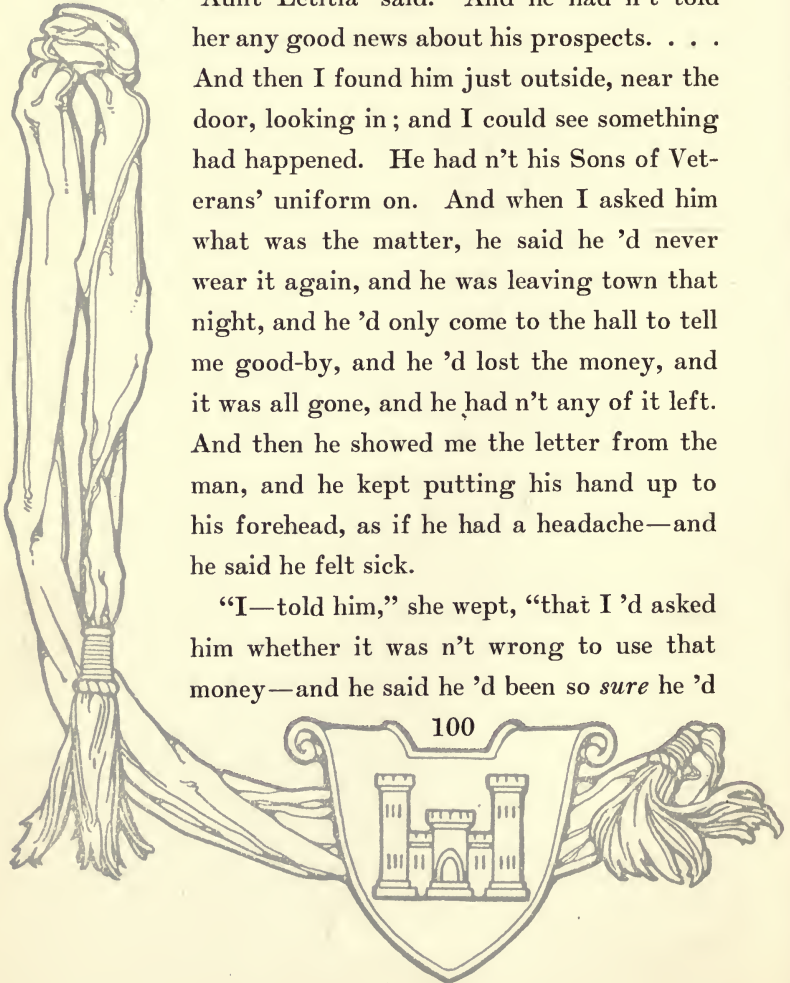 Aunt Letitia said. And he had n't told
her any good news about his prospects. . . .
And then I found him just outside, near the
door, looking in; and I could see something
had happened. He had n't his Sons of Vet-
erans' uniform on. And when I asked him
what was the matter, he said he 'd never
wear it again, and he was leaving town that
night, and he 'd only come to the hall to tell
me good-by, and he 'd lost the money, and
it was all gone, and he had n't any of it left.
And then he showed me the letter from the
man, and he kept putting his hand up to
his forehead, as if he had a headache—and
he said he felt sick.
“I—told him,” she wept, “that I 'd asked
him whether it was n't wrong to use that
money—and he said he 'd been so sure he 'd
100